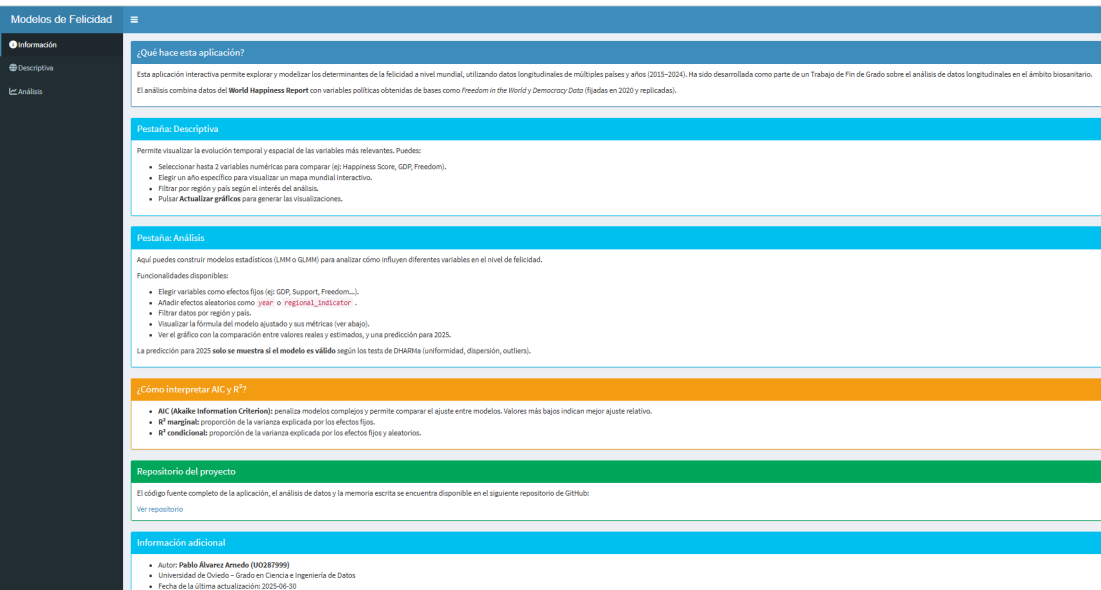 Modelos de Felicidad
Información
Descriptiva
Análisis
¿Qué hace esta aplicación?
Esta aplicación interactiva permite explorar y modelizar los determinantes de la felicidad a nivel mundial, utilizando datos longitudinales de múltiples países y años (2015–2024). Ha sido desarrollada como parte de un Trabajo de Fin de Grado sobre el análisis de datos longitudinales en el ámbito biosanitario.
El análisis combina datos del World Happiness Report con variables políticas obtenidas de bases como Freedom in the World y Democracy Data (fijadas en 2020 y replicadas).
Pestaña: Descriptiva
Permite visualizar la evolución temporal y espacial de las variables más relevantes. Puedes:
• Seleccionar hasta 2 variables numéricas para comparar (ej: Happiness Score, GDP, Freedom).
• Elegir un año específico para visualizar un mapa mundial interactivo.
• Filtrar por región y país según el interés del análisis.
• Pulsar Actualizar gráficos para generar las visualizaciones.
Pestaña: Análisis
Aquí puedes construir modelos estadísticos (LMM o GLMM) para analizar cómo influyen diferentes variables en el nivel de felicidad.
Funcionalidades disponibles:
• Elegir variables como efectos fijos (ej: GDP, Support, Freedom...).
• Añadir efectos aleatorios como year o regional_indicator .
• Filtrar datos por región y país.
• Visualizar la fórmula del modelo ajustado y sus métricas (ver abajo).
• Ver el gráfico con la comparación entre valores reales y estimados, y una predicción para 2025.
La predicción para 2025 solo se muestra si el modelo es válido según los tests de DHARMa (uniformidad, dispersión, outliers).
¿Cómo interpretar AIC y R²?
• AIC (Akaike Information Criterion): penaliza modelos complejos y permite comparar el ajuste entre modelos. Valores más bajos indican mejor ajuste relativo.
• R² marginal: proporción de la varianza explicada por los efectos fijos.
• R² condicional: proporción de la varianza explicada por los efectos fijos y aleatorios.
Repositorio del proyecto
El código fuente completo de la aplicación, el análisis de datos y la memoria escrita se encuentra disponible en el siguiente repositorio de GitHub:
Ver repositorio
Información adicional
• Autor: Pablo Álvarez Arnedo (UO287999)
• Universidad de Oviedo – Grado en Ciencia e Ingeniería de Datos
• Fecha de la última actualización: 2025-06-30